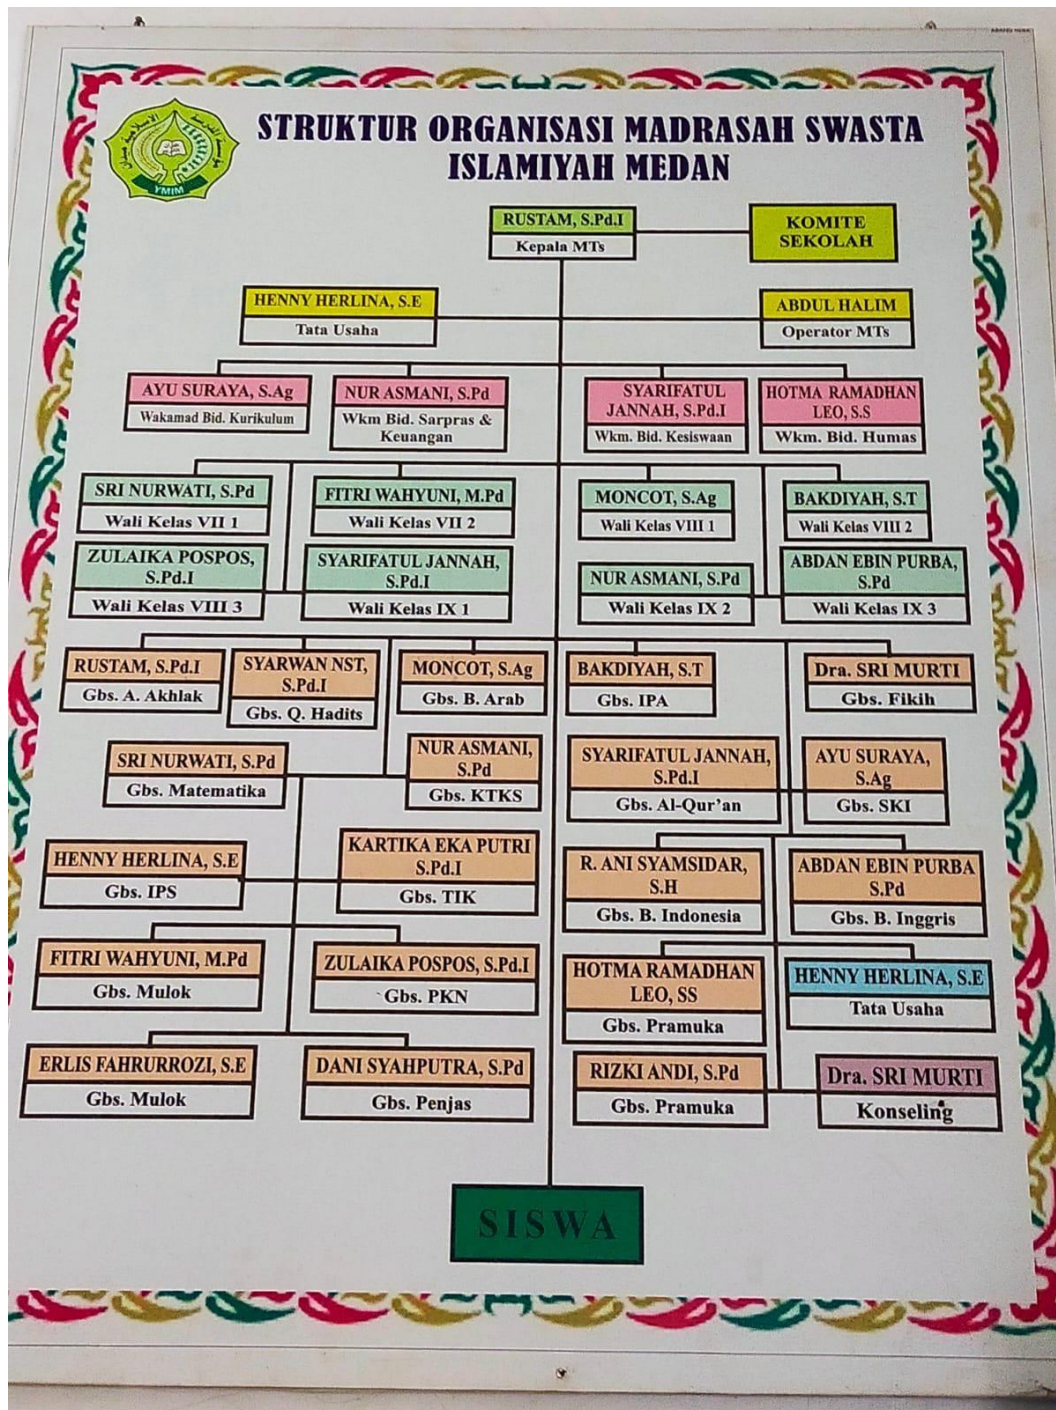 STRUKTUR ORGANISASI MADRASAH SWASTA
ISLAMIYAH MEDAN
YMIM
RUSTAM, S.Pd.I
Kepala MTs
KOMITE
SEKOLAH
HENNY HERLINA, S.E
Tata Usaha
ABDUL HALIM
Operator MTs
AYU SURAYA, S.Ag
Wakamad Bid. Kurikulum
NUR ASMANI, S.Pd
Wkm Bid. Sarpras &
Keuangan
SYARIFATUL
JANNAH, S.Pd.I
Wkm. Bid. Kesiswaan
HOTMA RAMADHAN
LEO, S.S
Wkm. Bid. Humas
SRI NURWATI, S.Pd
Wali Kelas VII 1
FITRI WAHYUNI, M.Pd
Wali Kelas VII 2
MONCOT, S.Ag
Wali Kelas VIII 1
BAKDIYAH, S.T
Wali Kelas VIII 2
ZULAIKA POSPOS,
S.Pd.I
Wali Kelas VIII 3
SYARIFATUL JANNAH,
S.Pd.I
Wali Kelas IX 1
NUR ASMANI, S.Pd
Wali Kelas IX 2
ABDAN EBIN PURBA,
S.Pd
Wali Kelas IX 3
RUSTAM, S.Pd.I
Gbs. A. Akhlak
SYARWAN NST,
S.Pd.I
Gbs. Q. Hadits
MONCOT, S.Ag
Gbs. B. Arab
BAKDIYAH, S.T
Gbs. IPA
Dra. SRI MURTI
Gbs. Fikih
SRI NURWATI, S.Pd
Gbs. Matematika
NUR ASMANI,
S.Pd
Gbs. KTKS
SYARIFATUL JANNAH,
S.Pd.I
Gbs. Al-Qur'an
AYU SURAYA,
S.Ag
Gbs. SKI
HENNY HERLINA, S.E
Gbs. IPS
KARTIKA EKA PUTRI
S.Pd.I
Gbs. TIK
R. ANI SYAMSIDAR,
S.H
Gbs. B. Indonesia
ABDAN EBIN PURBA
S.Pd
Gbs. B. Inggris
FITRI WAHYUNI, M.Pd
Gbs. Mulok
ZULAIKA POSPOS, S.Pd.I
Gbs. PKN
HOTMA RAMADHAN
LEO, SS
Gbs. Pramuka
HENNY HERLINA, S.E
Tata Usaha
ERLIS FAHRURROZI, S.E
Gbs. Mulok
DANI SYAHPUTRA, S.Pd
Gbs. Penjas
RIZKI ANDI, S.Pd
Gbs. Pramuka
Dra. SRI MURTI
Konseling
SISWA